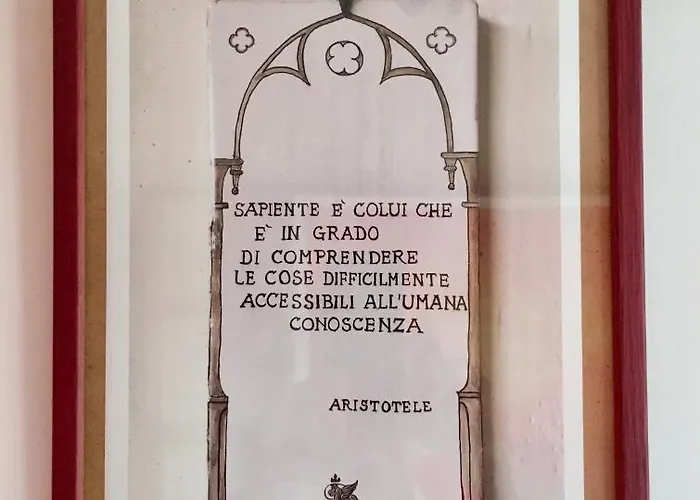 SAPIENTE E' COLUI CHE
E' IN GRADO
DI COMPRENDERE
LE COSE DIFFICILMENTE
ACCESSIBILI ALL'UMANA
CONOSCENZA
ARISTOTELE